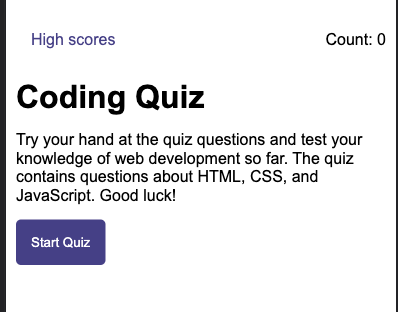 High scores
Count: 0
Coding Quiz
Try your hand at the quiz questions and test your
knowledge of web development so far. The quiz
contains questions about HTML, CSS, and
JavaScript. Good luck!
Start Quiz